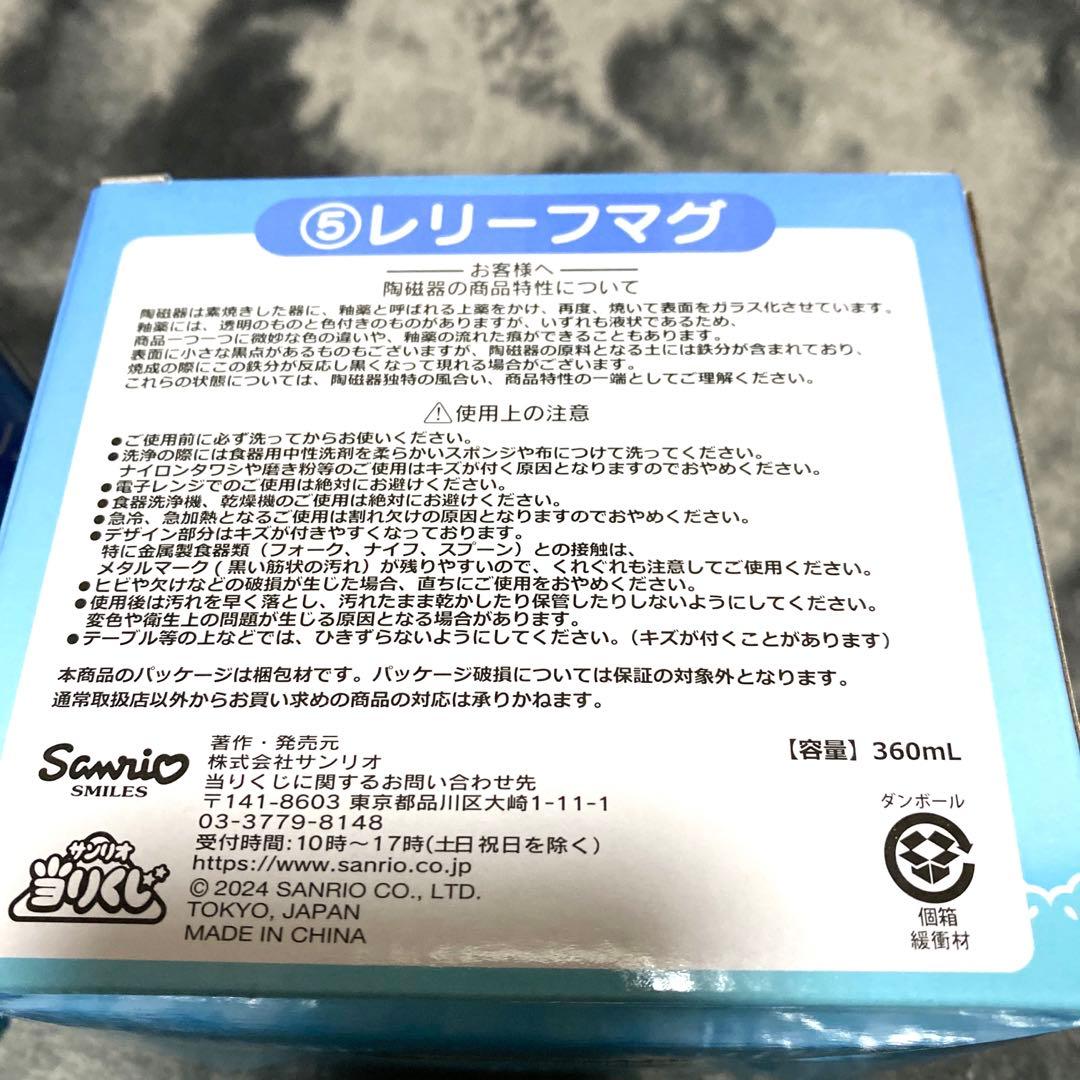 ⑤レリーフマグ
お客様へ
陶磁器の商品特性について
陶磁器は素焼きした器に、釉薬と呼ばれる上薬をかけ、再度、焼いて表面をガラス化させています。
釉薬には、透明のものと色付きのものがありますが、いずれも液状であるため、
商品一つ一つに微妙な色の違いや、釉薬の流れた痕ができることもあります。
表面に小さな黒点があるものもございますが、陶磁器の原料となる土には鉄分が含まれており、
焼成の際にこの鉄分が反応し黒くなって現れる場合がございます。
これらの状態については、陶磁器独特の風合い、商品特性の一端としてご理解ください。
⚠使用上の注意
●ご使用前に必ず洗ってからお使いください。
●洗浄の際には食器用中性洗剤を柔らかいスポンジや布につけて洗ってください。
ナイロンタワシや磨き粉等のご使用はキズが付く原因となりますのでおやめください。
●電子レンジでのご使用は絶対にお避けください。
●食器洗浄機、乾燥機のご使用は絶対にお避けください。
●急冷、急加熱となるご使用は割れ欠けの原因となりますのでおやめください。
●デザイン部分はキズが付きやすくなっております。
特に金属製食器類（フォーク、ナイフ、スプーン）との接触は、
メタルマーク(黒い筋状の汚れ）が残りやすいので、くれぐれも注意してご使用ください。
●ヒビや欠けなどの破損が生じた場合、直ちにご使用をおやめください。
●使用後は汚れを早く落とし、汚れたまま乾かしたり保管したりしないようにしてください。
変色や衛生上の問題が生じる原因となる場合があります。
●テーブル等の上などでは、ひきずらないようにしてください。（キズが付くことがあります）
本商品のパッケージは梱包材です。パッケージ破損については保証の対象外となります。
通常取扱店以外からお買い求めの商品の対応は承りかねます。
Sanrio
SMILES
サンリオ
当りくじ
著作・発売元
株式会社サンリオ
当りくじに関するお問い合わせ先
〒141-8603 東京都品川区大崎1-11-1
03-3779-8148
受付時間:10時〜17時(土日祝日を除く)
https://www.sanrio.co.jp
© 2024 SANRIO CO., LTD.
TOKYO, JAPAN
MADE IN CHINA
【容量】360mL
ダンボール
個箱
緩衝材